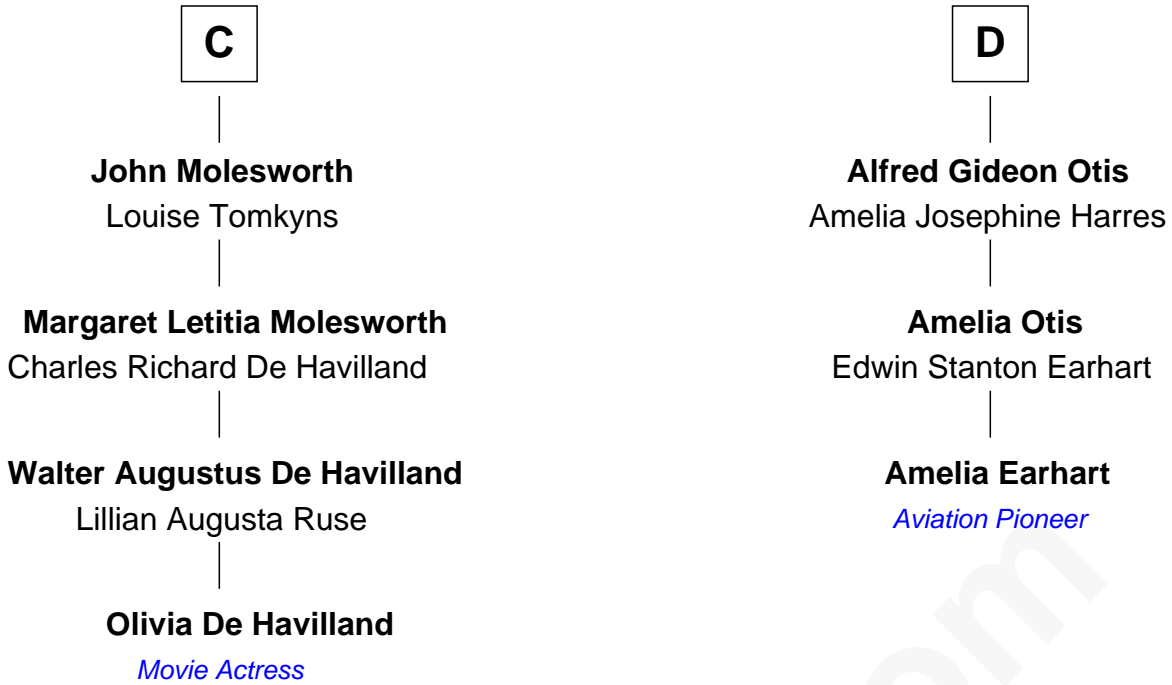 C
John Molesworth
Louise Tomkyns
Margaret Letitia Molesworth
Charles Richard De Havilland
Walter Augustus De Havilland
Lillian Augusta Ruse
Olivia De Havilland
Movie Actress
D
Alfred Gideon Otis
Amelia Josephine Harres
Amelia Otis
Edwin Stanton Earhart
Amelia Earhart
Aviation Pioneer
om